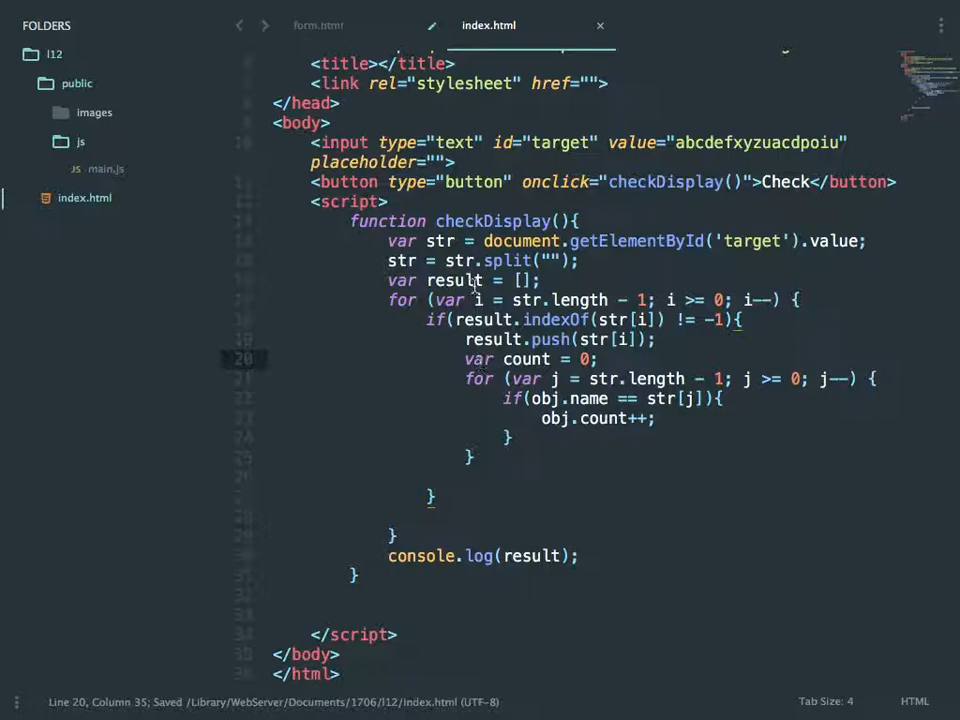 FOLDERS
form.html
index.html
l12
public
images
js
main.js
index.html
<title></title>
<link rel="stylesheet" href="">
</head>
<body>
<input type="text" id="target" value="abcdefxyzuacdpoiu"
placeholder="">
<button type="button" onclick="checkDisplay()">Check</button>
<script>
function checkDisplay(){
var str = document.getElementById('target').value;
str = str.split("");
var result = [];
for (var i = str.length - 1; i >= 0; i--) {
if(result.indexOf(str[i]) != -1){
result.push(str[i]);
20 var count = 0;
for (var j = str.length - 1; j >= 0; j--) {
if(obj.name == str[j]){
obj.count++;
}
}
}
}
console.log(result);
}
</script>
</body>
</html>
Line 20, Column 35; Saved /Library/WebServer/Documents/1706/l12/index.html (UTF-8)
Tab Size: 4
HTML